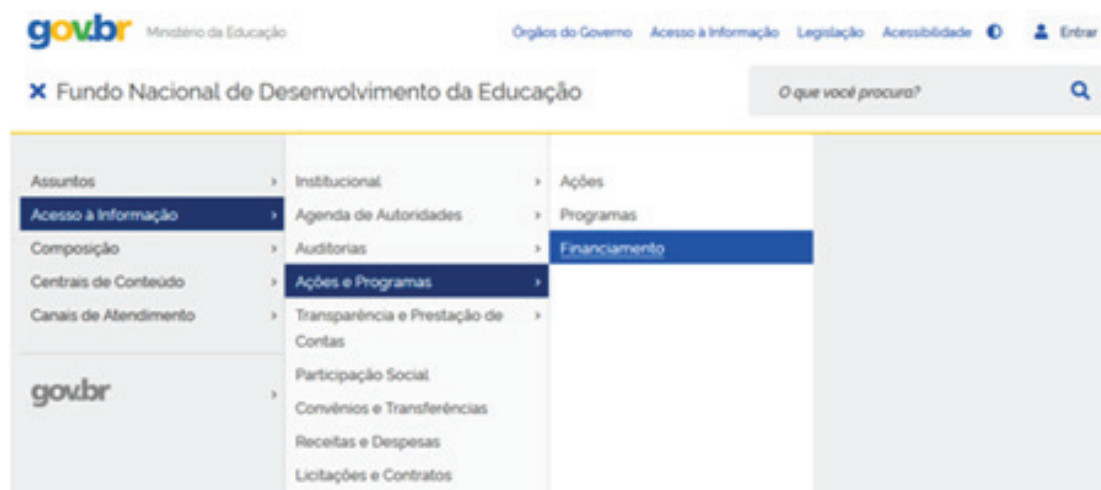 gov.br Ministério da Educação Órgãos do Governo Acesso à Informação Legislação Acessibilidade Entrar
Fundo Nacional de Desenvolvimento da Educação O que você procura?
Assuntos
Acesso à Informação
Composição
Centrais de Conteúdo
Canais de Atendimento
gov.br
Institucional
Agenda de Autoridades
Auditorias
Ações e Programas
Transparência e Prestação de
Contas
Participação Social
Convênios e Transferências
Receitas e Despesas
Licitações e Contratos
Ações
Programas
Financiamento